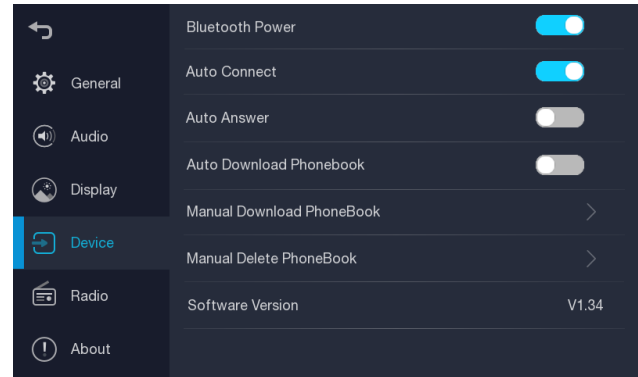 General
Audio
Display
Device
Radio
About
Bluetooth Power
Auto Connect
Auto Answer
Auto Download Phonebook
Manual Download PhoneBook
Manual Delete PhoneBook
Software Version V1.34